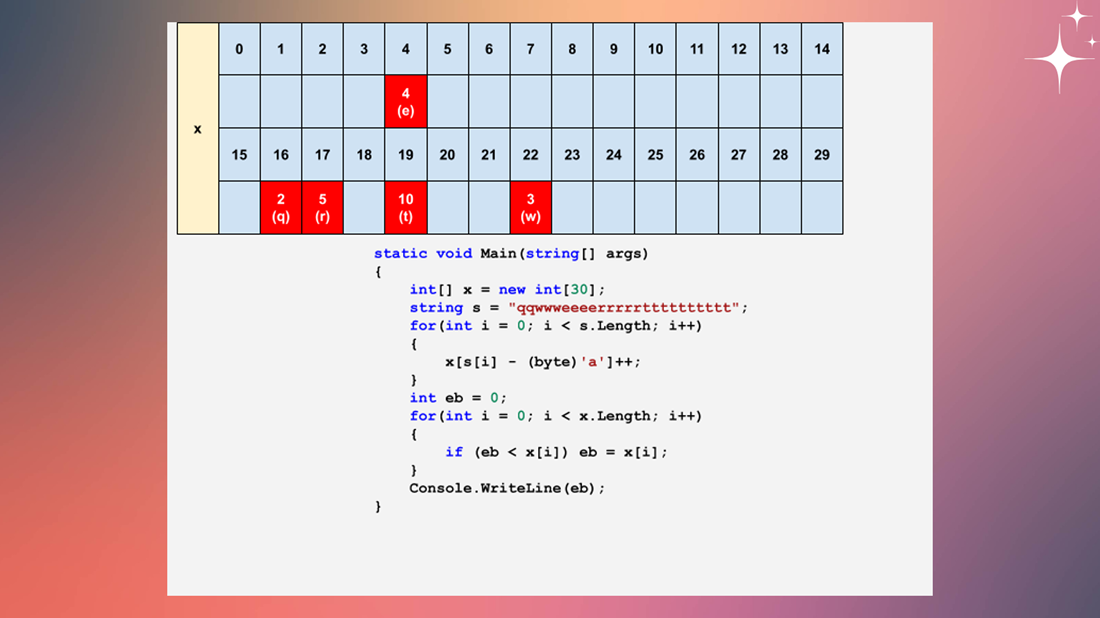 x 0 1 2 3 4 5 6 7 8 9 10 11 12 13 14
4
(e)
15 16 17 18 19 20 21 22 23 24 25 26 27 28 29
2 5 10 3
(q) (r) (t) (w)
static void Main(string[] args)
{
int[] x = new int[30];
string s = "qqwwweeeerrrrrtttttttttt";
for(int i = 0; i < s.Length; i++)
{
x[s[i] - (byte)'a']++;
}
int eb = 0;
for(int i = 0; i < x.Length; i++)
{
if (eb < x[i]) eb = x[i];
}
Console.WriteLine(eb);
}